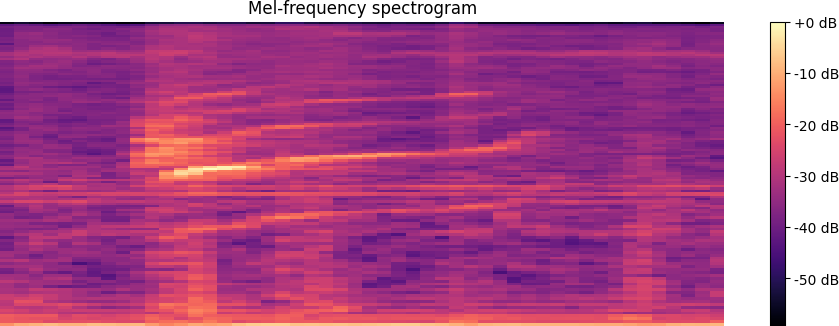 Mel-frequency spectrogram
+0 dB
-10 dB
-20 dB
-30 dB
-40 dB
-50 dB